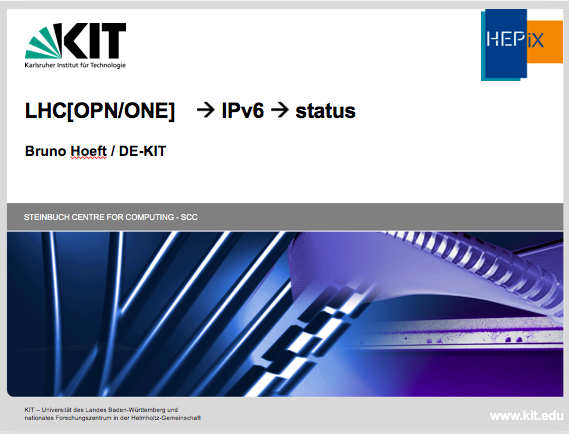 KIT
Karlsruher Institut für Technologie
HEPiX
LHC[OPN/ONE] → IPv6 → status
Bruno Hoeft / DE-KIT
STEINBUCH CENTRE FOR COMPUTING - SCC
KIT – Universität des Landes Baden-Württemberg und
nationales Forschungszentrum in der Helmholtz-Gemeinschaft
www.kit.edu